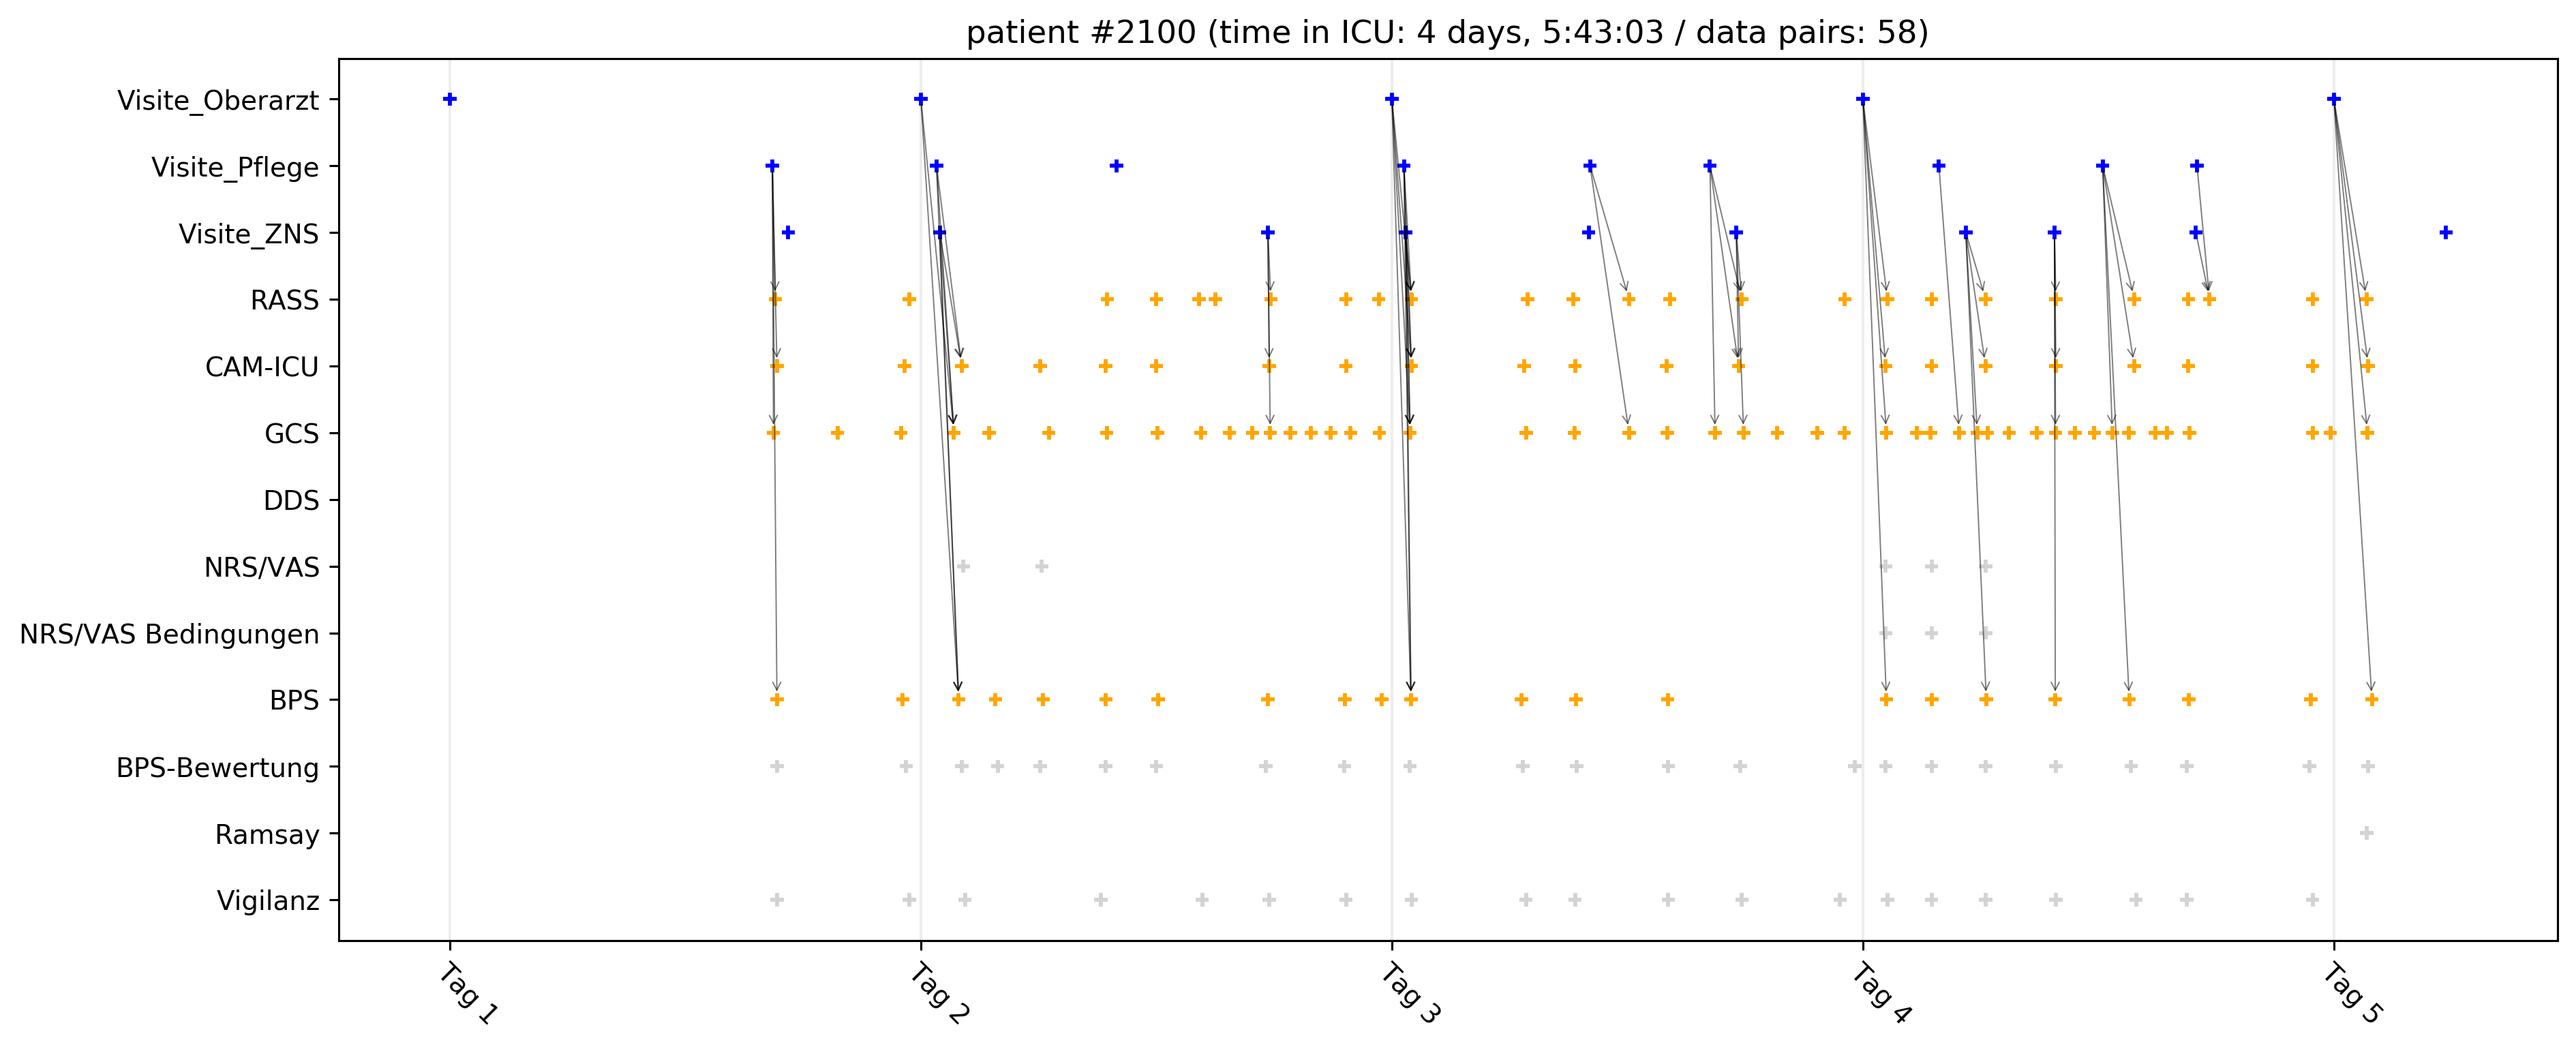 patient #2100 (time in ICU: 4 days, 5:43:03 / data pairs: 58)
Visite_Oberarzt
Visite_Pflege
Visite_ZNS
RASS
CAM-ICU
GCS
DDS
NRS/VAS
NRS/VAS Bedingungen
BPS
BPS-Bewertung
Ramsay
Vigilanz
Tag 1
Tag 2
Tag 3
Tag 4
Tag 5